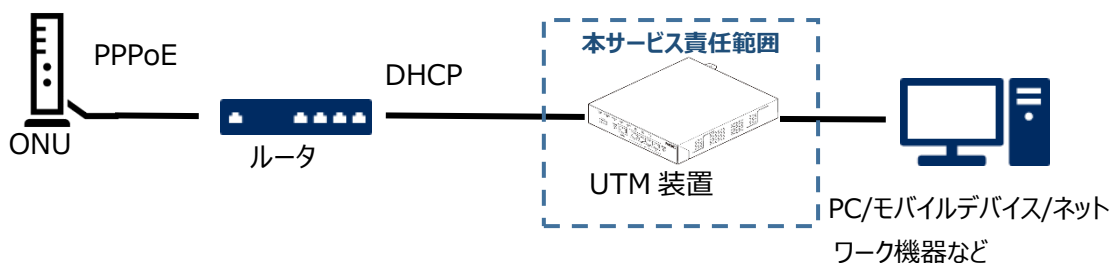 本サービス責任範囲
PPPoE
DHCP
ONU
ルータ
UTM 装置
PC/モバイルデバイス/ネット
ワーク機器など